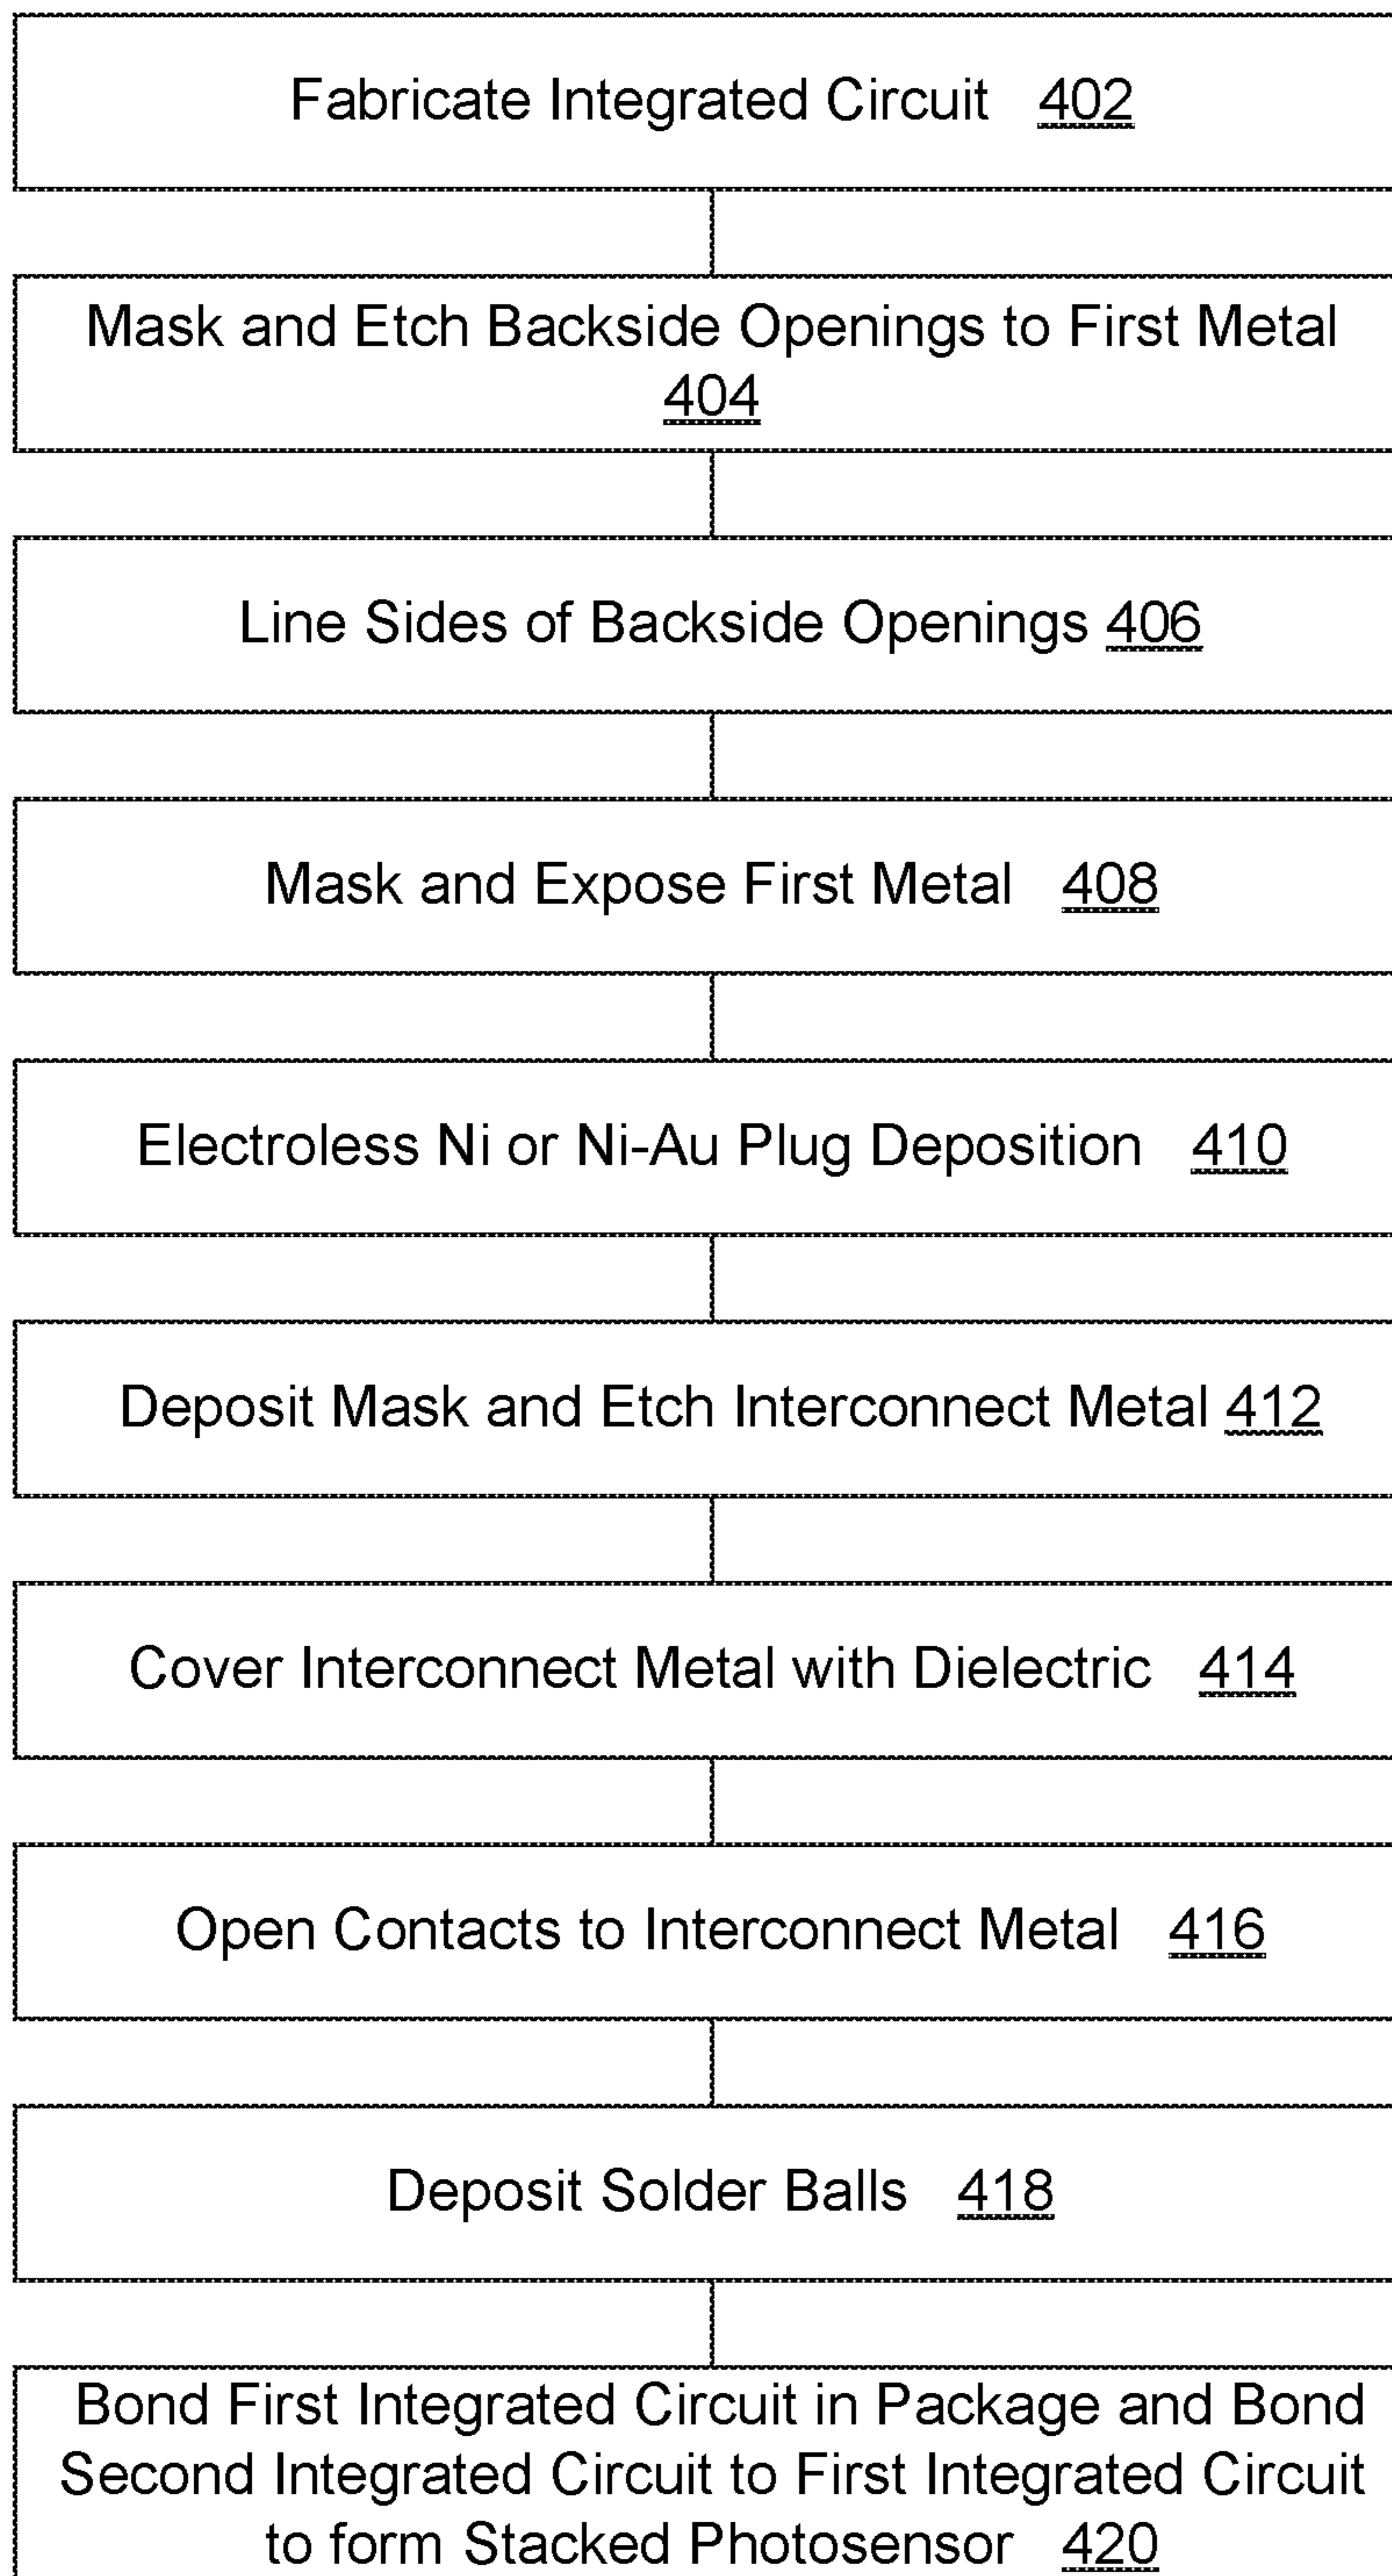 Fabricate Integrated Circuit 402
Mask and Etch Backside Openings to First Metal
404
Line Sides of Backside Openings 406
Mask and Expose First Metal 408
Electroless Ni or Ni-Au Plug Deposition 410
Deposit Mask and Etch Interconnect Metal 412
Cover Interconnect Metal with Dielectric 414
Open Contacts to Interconnect Metal 416
Deposit Solder Balls 418
Bond First Integrated Circuit in Package and Bond
Second Integrated Circuit to First Integrated Circuit
to form Stacked Photosensor 420